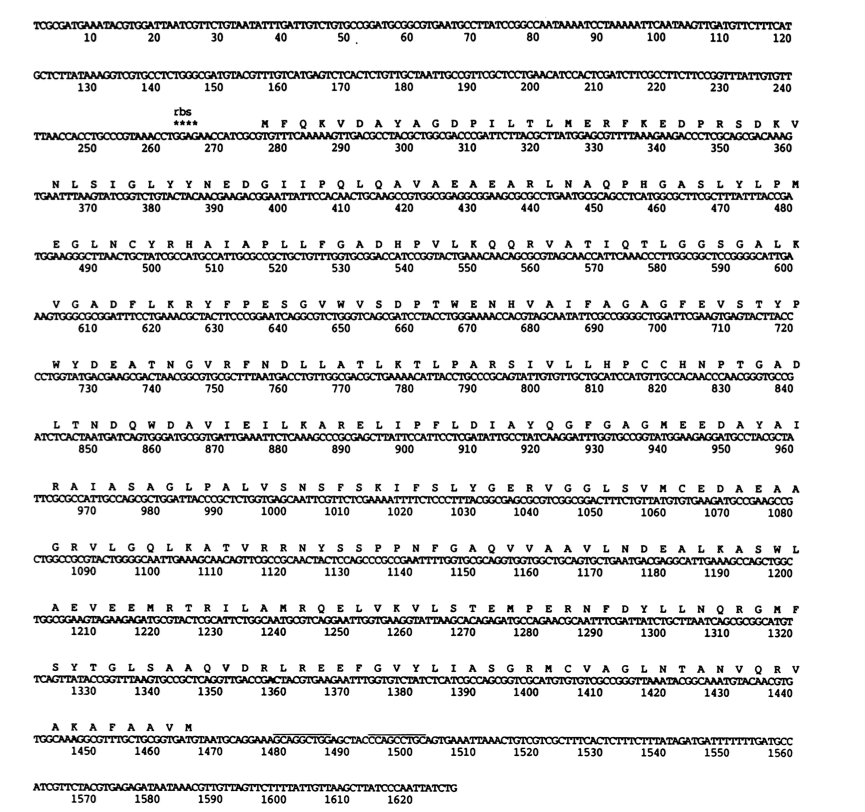 TCGCGATGAAATACGTGGATTAATCGTTCTGTAATATTTGATTGTCTGTGCCGGATGCGGCGTGAATGCCTTATCCGGCCAATAAAATCCTAAAAAATTCAATAAGTTGATGTTCTTTCAT
10 20 30 40 50 60 70 80 90 100 110 120
GCTCTTATAAAGGTCGTGCCTCTGGGCGATGTACGTTTGTCATGAGTCTCACTCTGTTGCTAATTGCCGTTCGCTCCTGAACATCCACTCGATCTTCGCCTTCTTCCGGTTTATTGTGTT
130 140 150 160 170 180 190 200 210 220 230 240
rbs
**** M F Q K V D A Y A G D P I L T L M E R F K E D P R S D K V
TTAACCACCTGCCCGTAAACCTGGAGAACCATCGCGTGTTTCAAAAAGTTGACGCCTACGCTGGCGACCCGATTCTTACGCTTATGGAGCGTTTTAAAGAAGACCCTCGCAGCGACAAAG
250 260 270 280 290 300 310 320 330 340 350 360
N L S I G L Y Y N E D G I I P Q L Q A V A E A E A R L N A Q P H G A S L Y L P M
TGAATTTAAGTATCGGTCTGTACTACAACGAAGACGGAATTATTCCACAACTGCAAGCCGTGGCGGAGGCGGAAGCGCGCCTGAATGCGCAGCCTCATGGCGCTTCGCTTTATTTACCGA
370 380 390 400 410 420 430 440 450 460 470 480
E G L N C Y R H A I A P L L F G A D H P V L K Q Q R V A T I Q T L G G S G A L K
TGGAAGGGCTTAACTGCTATCGCCATGCCATTGCGCCGCTGCTGTTTGGTGCGGACCATCCGGTACTGAAACAACAGCGCGTAGCAACCATTCAAACCCTTGGCGGCTCCGGGGCATTGA
490 500 510 520 530 540 550 560 570 580 590 600
V G A D F L K R Y F P E S G V W V S D P T W E N H V A I F A G A G F E V S T Y P
AAGTGGGCGCGGATTTCCTGAAACGCTACTTCCCGGAATCAGGCGTCTGGGTCAGCGATCCTACCTGGGAAAACCACGTAGCAATATTCGCCGGGGCTGGATTCGAAGTGAGTACTTACC
610 620 630 640 650 660 670 680 690 700 710 720
W Y D E A T N G V R F N D L L A T L K T L P A R S I V L L H P C C H N P T G A D
CCTGGTATGACGAAGCGACTAACGGCGTGCGCTTTAATGACCTGTTGGCGACGCTGAAAACATTACCTGCCCGCAGTATTGTGTTGCTGCATCCATGTTGCCACAACCCAACGGGTGCCG
730 740 750 760 770 780 790 800 810 820 830 840
L T N D Q W D A V I E I L K A R E L I P F L D I A Y Q G F G A G M E E D A Y A I
ATCTCACTAATGATCAGTGGGATGCGGTGATTGAAATTCTCAAAGCCCGCGAGCTTATTCCATTCCTCGATATTGCCTATCAAGGATTTGGTGCCGGTATGGAAGAGGATGCCTACGCTA
850 860 870 880 890 900 910 920 930 940 950 960
R A I A S A G L P A L V S N S F S K I F S L Y G E R V G G L S V M C E D A E A A
TTCGCGCCATTGCCAGCGCTGGATTACCCGCTCTGGTGAGCAATTCGTTCTCGAAAATTTTCTCCCTTTACGGCGAGCGCGTCGGCGGACTTTCTGTTATGTGTGAAGATGCCGAAGCCG
970 980 990 1000 1010 1020 1030 1040 1050 1060 1070 1080
G R V L G Q L K A T V R R N Y S S P P N F G A Q V V A A V L N D E A L K A S W L
CTGGCCGCGTACTGGGGCAATTGAAAGCAACAGTTCGCCGCAACTACTCCAGCCCGCCGAATTTTGGTGCGCAGGTGGTGGCTGCAGTGCTGAATGACGAGGCATTGAAAGCCAGCTGGC
1090 1100 1110 1120 1130 1140 1150 1160 1170 1180 1190 1200
A E V E E M R T R I L A M R Q E L V K V L S T E M P E R N F D Y L L N Q R G M F
TGGCGGAAGTAGAAGAGATGCGTACTCGCATTCTGGCAATGCGTCAGGAATTGGTGAAGGTATTAAGCACAGAGATGCCAGAACGCAATTTCGATTATCTGCTTAATCAGCGCGGCATGT
1210 1220 1230 1240 1250 1260 1270 1280 1290 1300 1310 1320
S Y T G L S A A Q V D R L R E E F G V Y L I A S G R M C V A G L N T A N V Q R V
TCAGTTATACCGGTTTAAGTGCCGCTCAGGTTGACCGACTACGTGAAGAATTTGGTGTCTATCTCATCGCCAGCGGTCGCATGTGTGTCGCCGGGTTAAATACGGCAAATGTACAACGTG
1330 1340 1350 1360 1370 1380 1390 1400 1410 1420 1430 1440
A K A F A A V M
TGGCAAAGGCGTTTGCTGCGGTGATGTAATGCAGGAAAGCAGGCTGGAGCTACCCAGCCTGCAGTGAAATTAAACTGTCGTCGCTTTCACTCTTTCTTTATAGATGATTTTTTTGATGCC
1450 1460 1470 1480 1490 1500 1510 1520 1530 1540 1550 1560
ATCGTTCTACGTGAGAGATAATAAACGTTGTTAGTTCTTTTATTGTTAAGCTTATCCCAATTATCTG
1570 1580 1590 1600 1610 1620